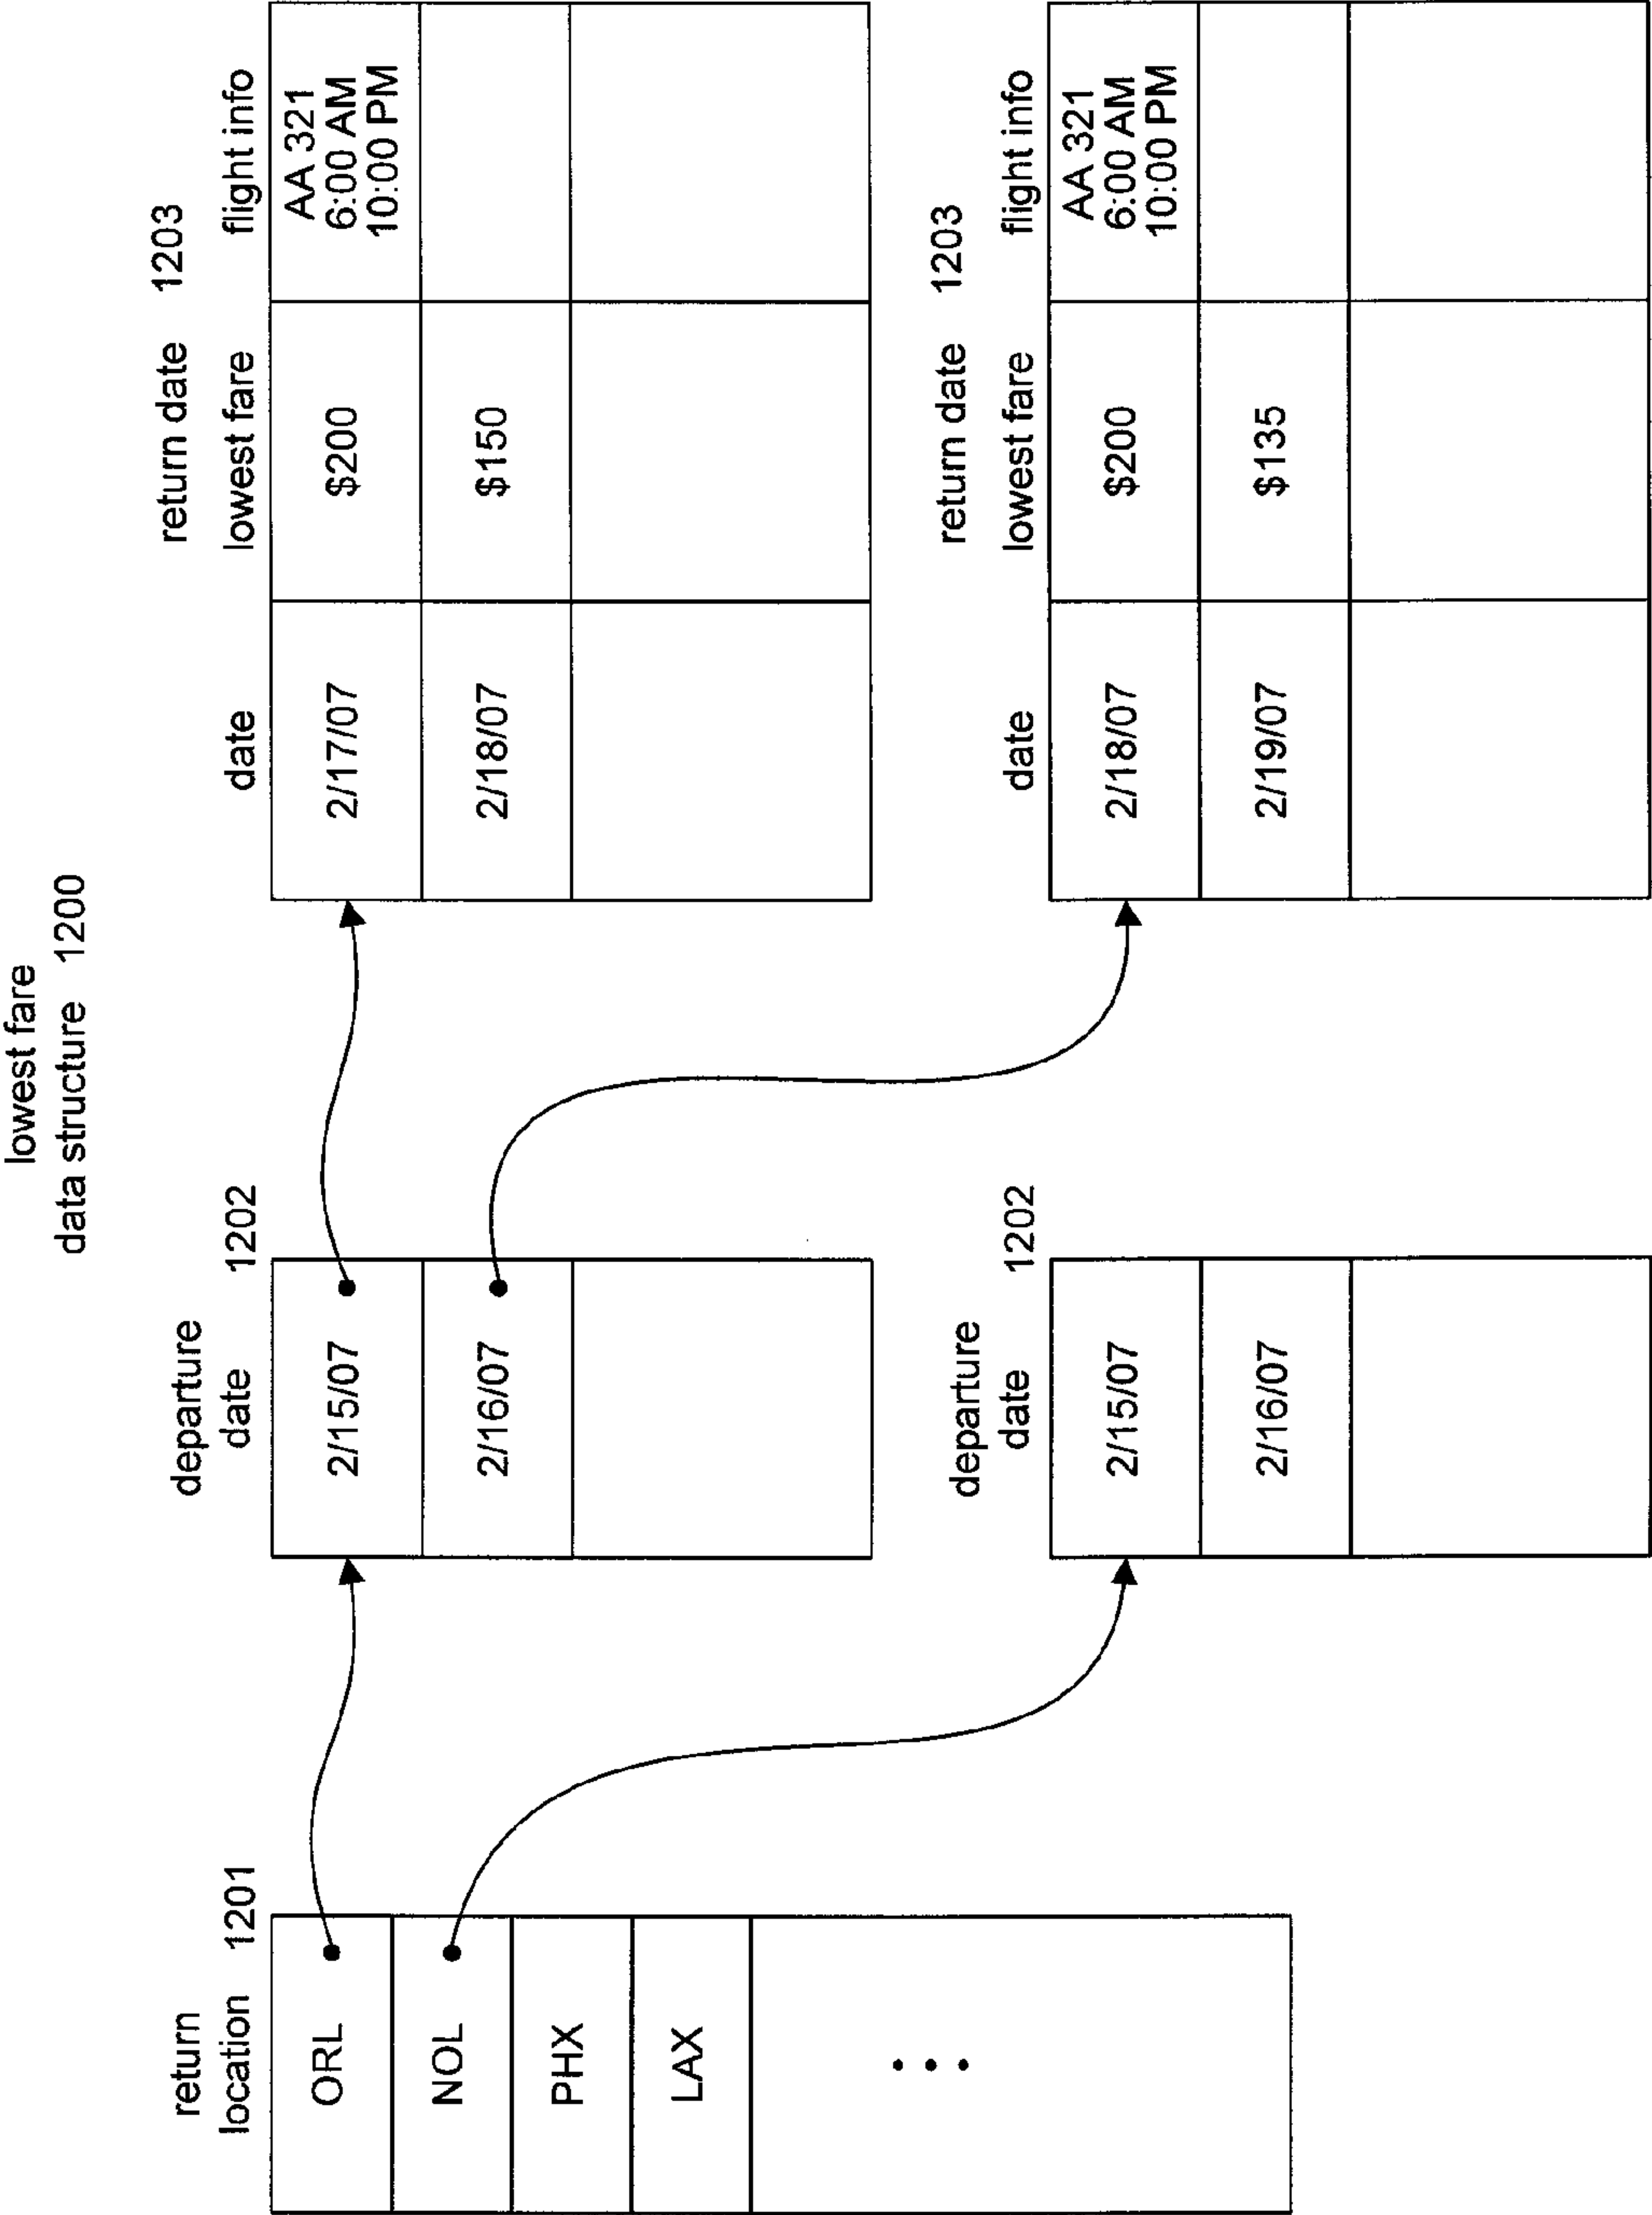 lowest fare
data structure 1200
return
location 1201
ORL
NOL
PHX
LAX
• • •
departure
date 1202
2/15/07
2/16/07
return date 1203
date lowest fare flight info
2/17/07 $200 AA 321
6:00 AM
10:00 PM
2/18/07 $150
departure
date 1202
2/15/07
2/16/07
return date 1203
date lowest fare flight info
2/18/07 $200 AA 321
6:00 AM
10:00 PM
2/19/07 $135